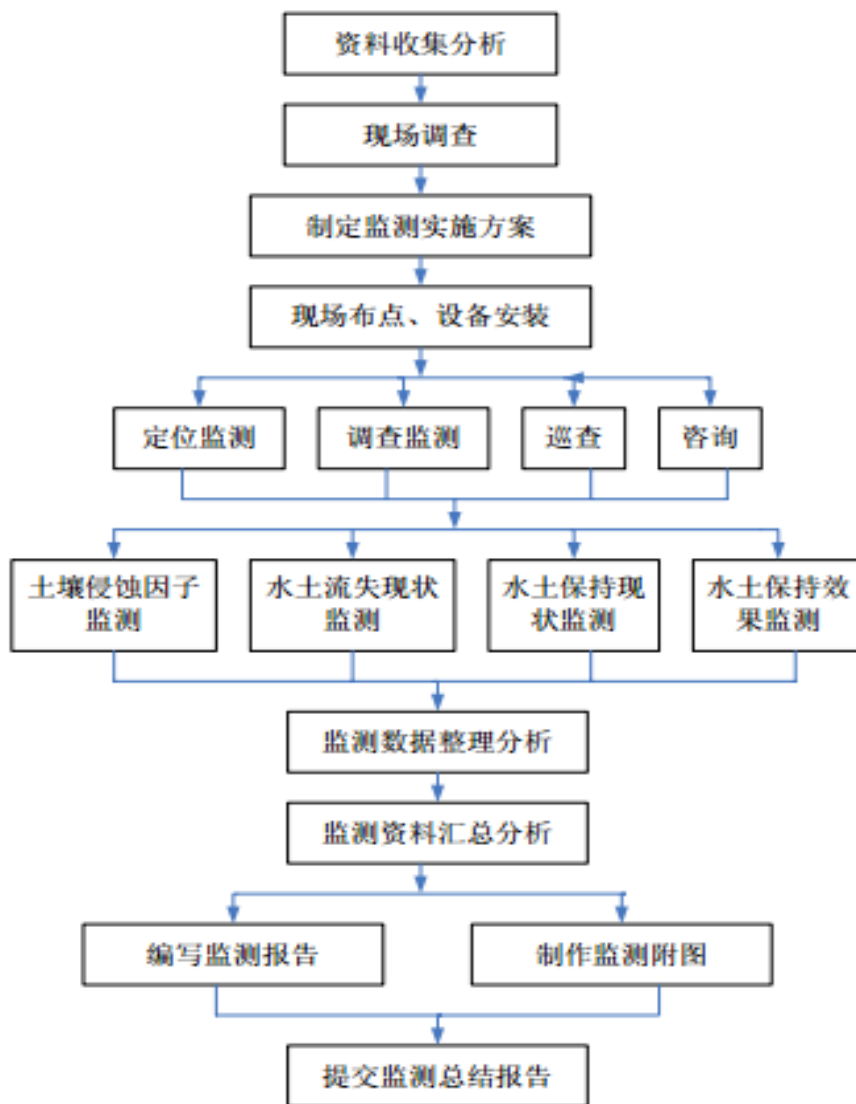 资料收集分析
现场调查
制定监测实施方案
现场布点、设备安装
定位监测
调查监测
巡查
咨询
土壤侵蚀因子
监测
水土流失现状
监测
水土保持现
状监测
水土保持效
果监测
监测数据整理分析
监测资料汇总分析
编写监测报告
制作监测附图
提交监测总结报告